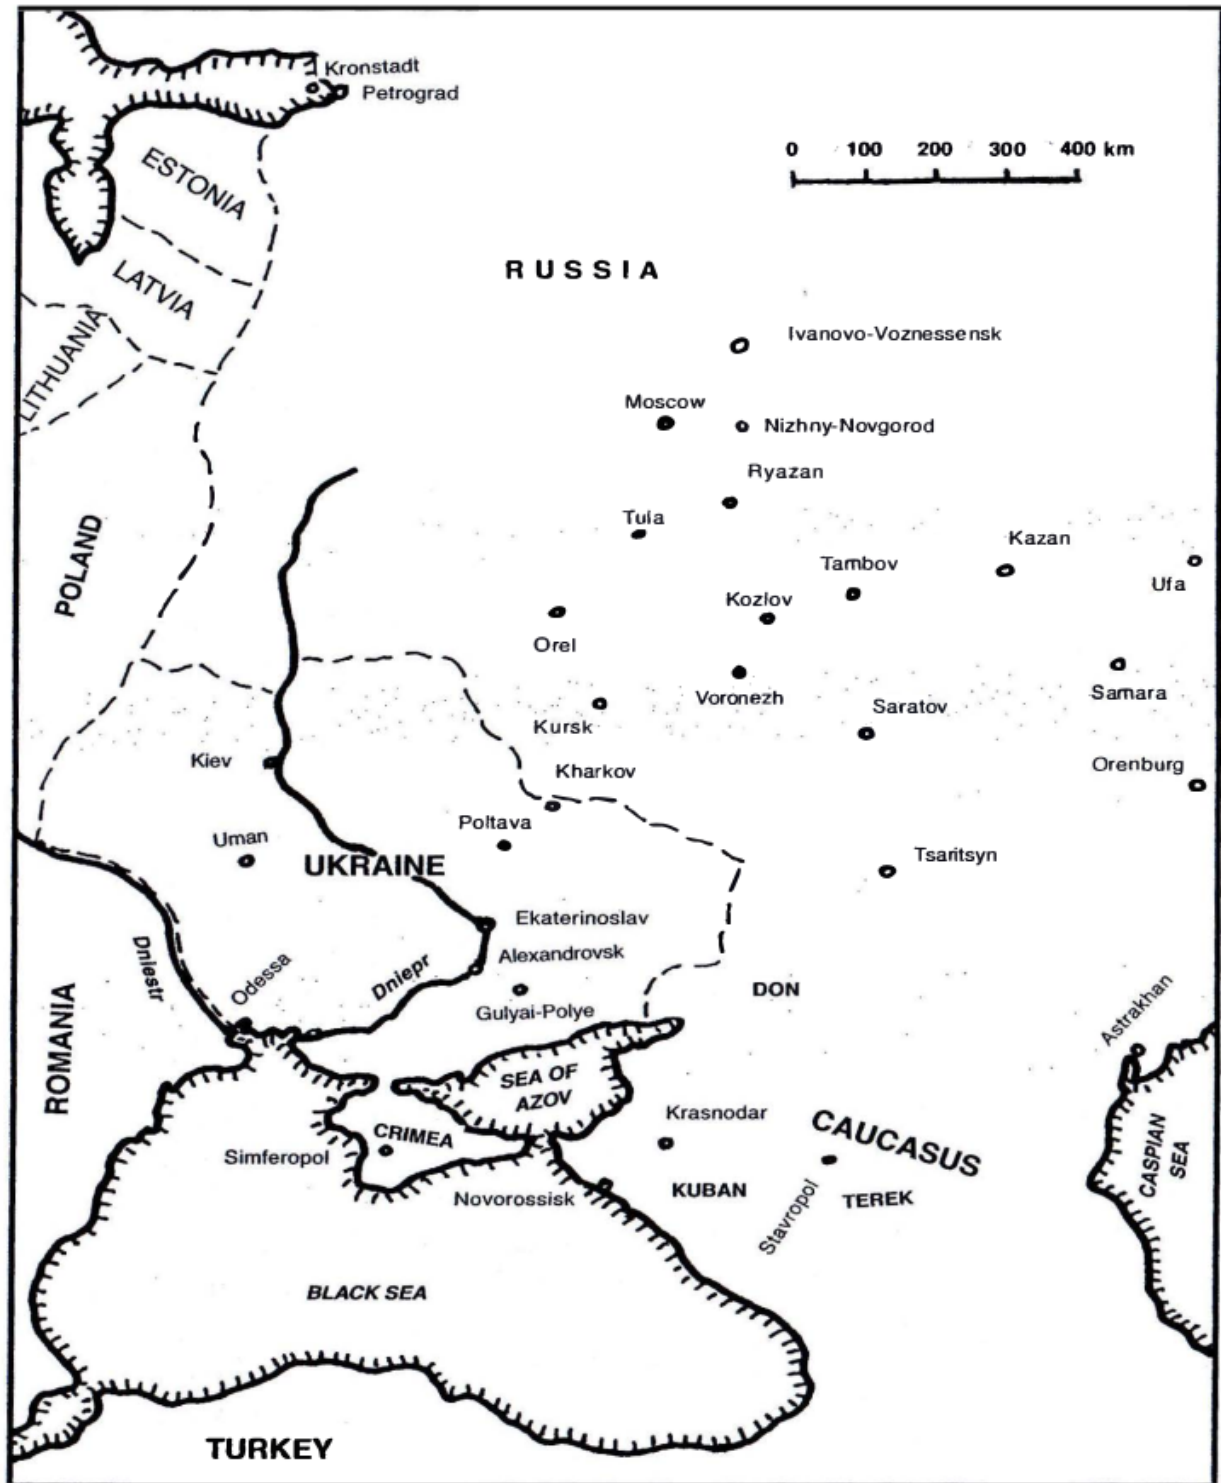 Kronstadt
Petrograd
ESTONIA
0 100 200 300 400 km
LATVIA
RUSSIA
LITHUANIA
Ivanovo-Voznessensk
Moscow
Nizhny-Novgorod
Ryazan
Tula
POLAND
Kazan
Tambov
Ufa
Kozlov
Orel
Voronezh
Samara
Saratov
Kursk
Kiev
Kharkov
Orenburg
Poltava
Uman
UKRAINE
Tsaritsyn
Ekaterinoslav
Alexandrovsk
Dniestr
Odessa
Dniepr
Gulyai-Polye
DON
Astrakhan
ROMANIA
SEA OF
AZOV
Krasnodar
CAUCASUS
CRIMEA
Simferopol
CASPIAN
SEA
Novorossisk
KUBAN
Stavropol
TEREK
BLACK SEA
TURKEY